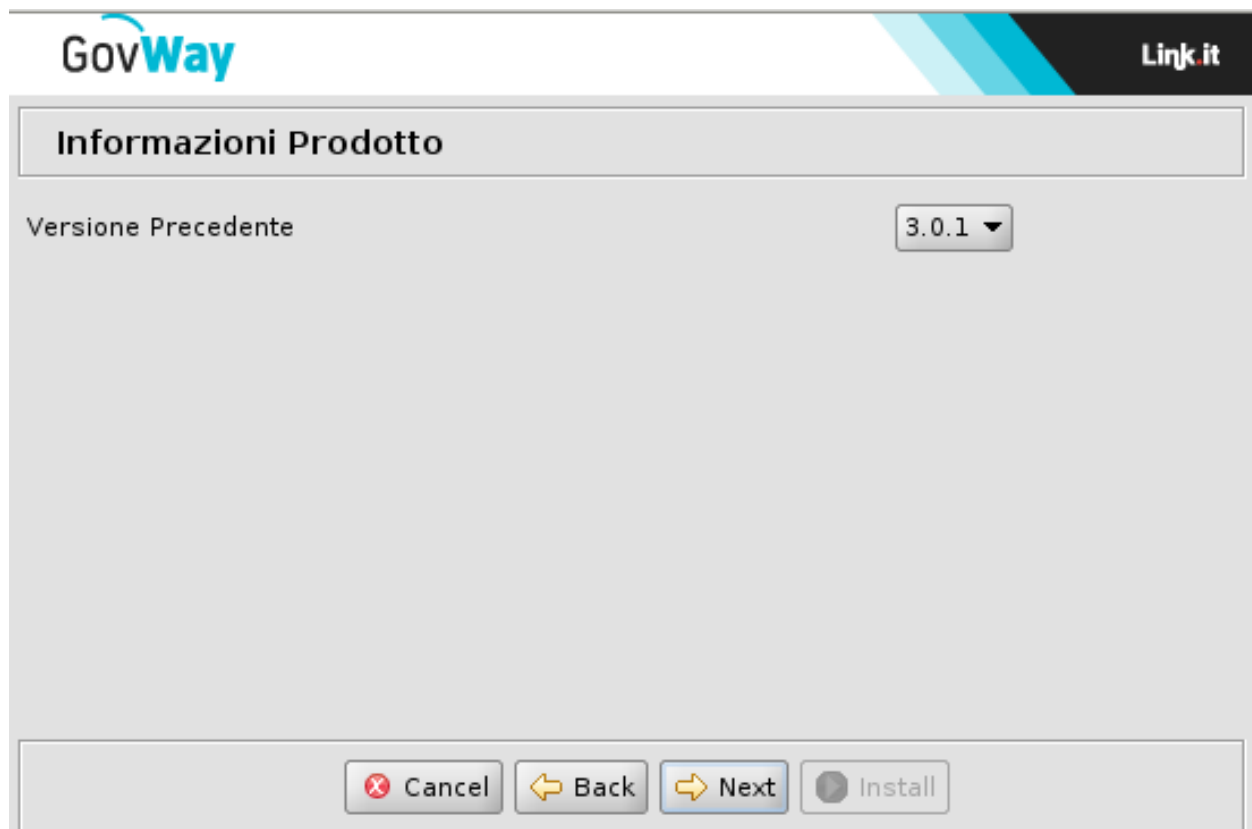 GovWay
Link.it
Informazioni Prodotto
Versione Precedente
3.0.1
Cancel
Back
Next
Install